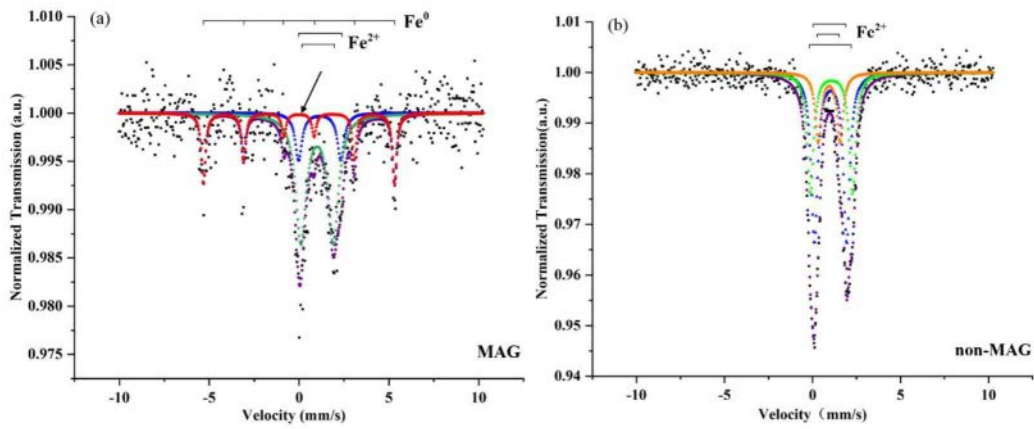 (a)
Fe⁰
Fe²⁺
1.010
1.005
1.000
0.995
0.990
0.985
0.980
0.975
Normalized Transmission (a.u.)
MAG
-10 -5 0 5 10
Velocity (mm/s)
(b)
Fe²⁺
1.01
1.00
0.99
0.98
0.97
0.96
0.95
0.94
Normalized Transmission(a.u.)
non-MAG
-10 -5 0 5 10
Velocity（mm/s)